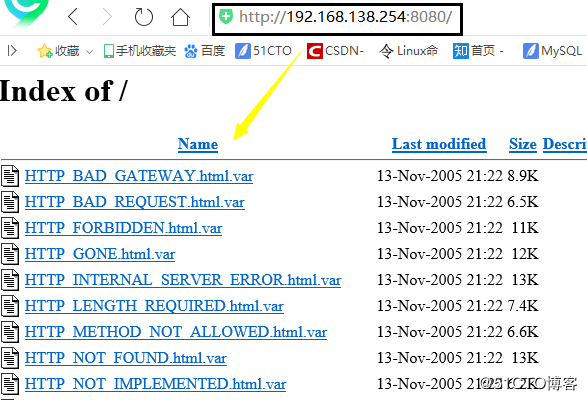 http://192.168.138.254:8080/
收藏 手机收藏夹 百度 51CTO CSDN- Linux命 首页 - MySQL
Index of /
Name Last modified Size Descri
HTTP_BAD_GATEWAY.html.var 13-Nov-2005 21:22 8.9K
HTTP_BAD_REQUEST.html.var 13-Nov-2005 21:22 6.5K
HTTP_FORBIDDEN.html.var 13-Nov-2005 21:22 11K
HTTP_GONE.html.var 13-Nov-2005 21:22 12K
HTTP_INTERNAL_SERVER_ERROR.html.var 13-Nov-2005 21:22 13K
HTTP_LENGTH_REQUIRED.html.var 13-Nov-2005 21:22 7.4K
HTTP_METHOD_NOT_ALLOWED.html.var 13-Nov-2005 21:22 6.6K
HTTP_NOT_FOUND.html.var 13-Nov-2005 21:22 13K
HTTP_NOT_IMPLEMENTED.html.var 13-Nov-2005 21:22 6.2K
@51CTO博客